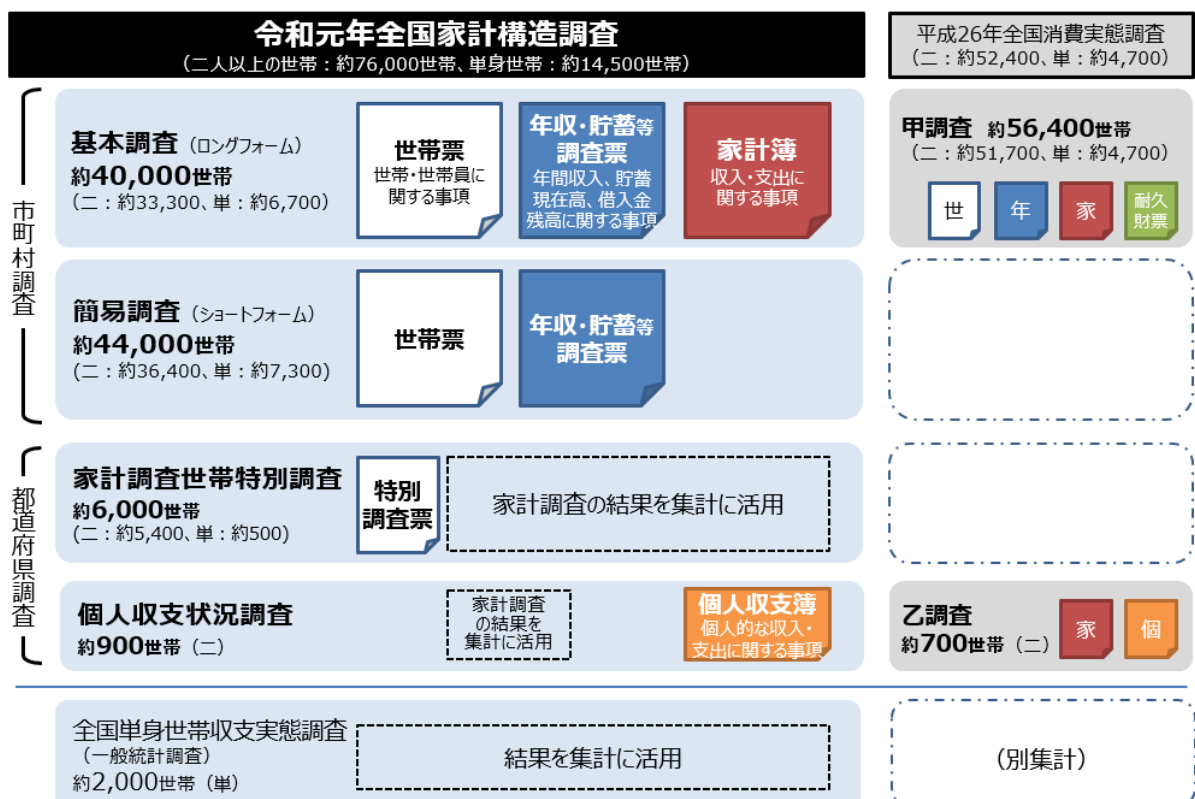 令和元年全国家計構造調査
（二人以上の世帯：約76,000世帯、単身世帯：約14,500世帯）
平成26年全国消費実態調査
（二：約52,400、単：約4,700）
市町村調査
基本調査（ロングフォーム）
約40,000世帯
（二：約33,300、単：約6,700）
世帯票
世帯・世帯員に
関する事項
年収・貯蓄等
調査票
年間収入、貯蓄
現在高、借入金
残高に関する事項
家計簿
収入・支出に
関する事項
甲調査 約56,400世帯
（二：約51,700、単：約4,700）
世
年
家
耐久
財票
簡易調査（ショートフォーム）
約44,000世帯
（二：約36,400、単：約7,300）
世帯票
年収・貯蓄等
調査票
都道府県調査
家計調査世帯特別調査
約6,000世帯
（二：約5,400、単：約500）
特別
調査票
家計調査の結果を集計に活用
個人収支状況調査
約900世帯（二）
家計調査
の結果を
集計に活用
個人収支簿
個人的な収入・
支出に関する事項
乙調査
約700世帯（二）
家
個
全国単身世帯収支実態調査
（一般統計調査）
約2,000世帯（単）
結果を集計に活用
（別集計）